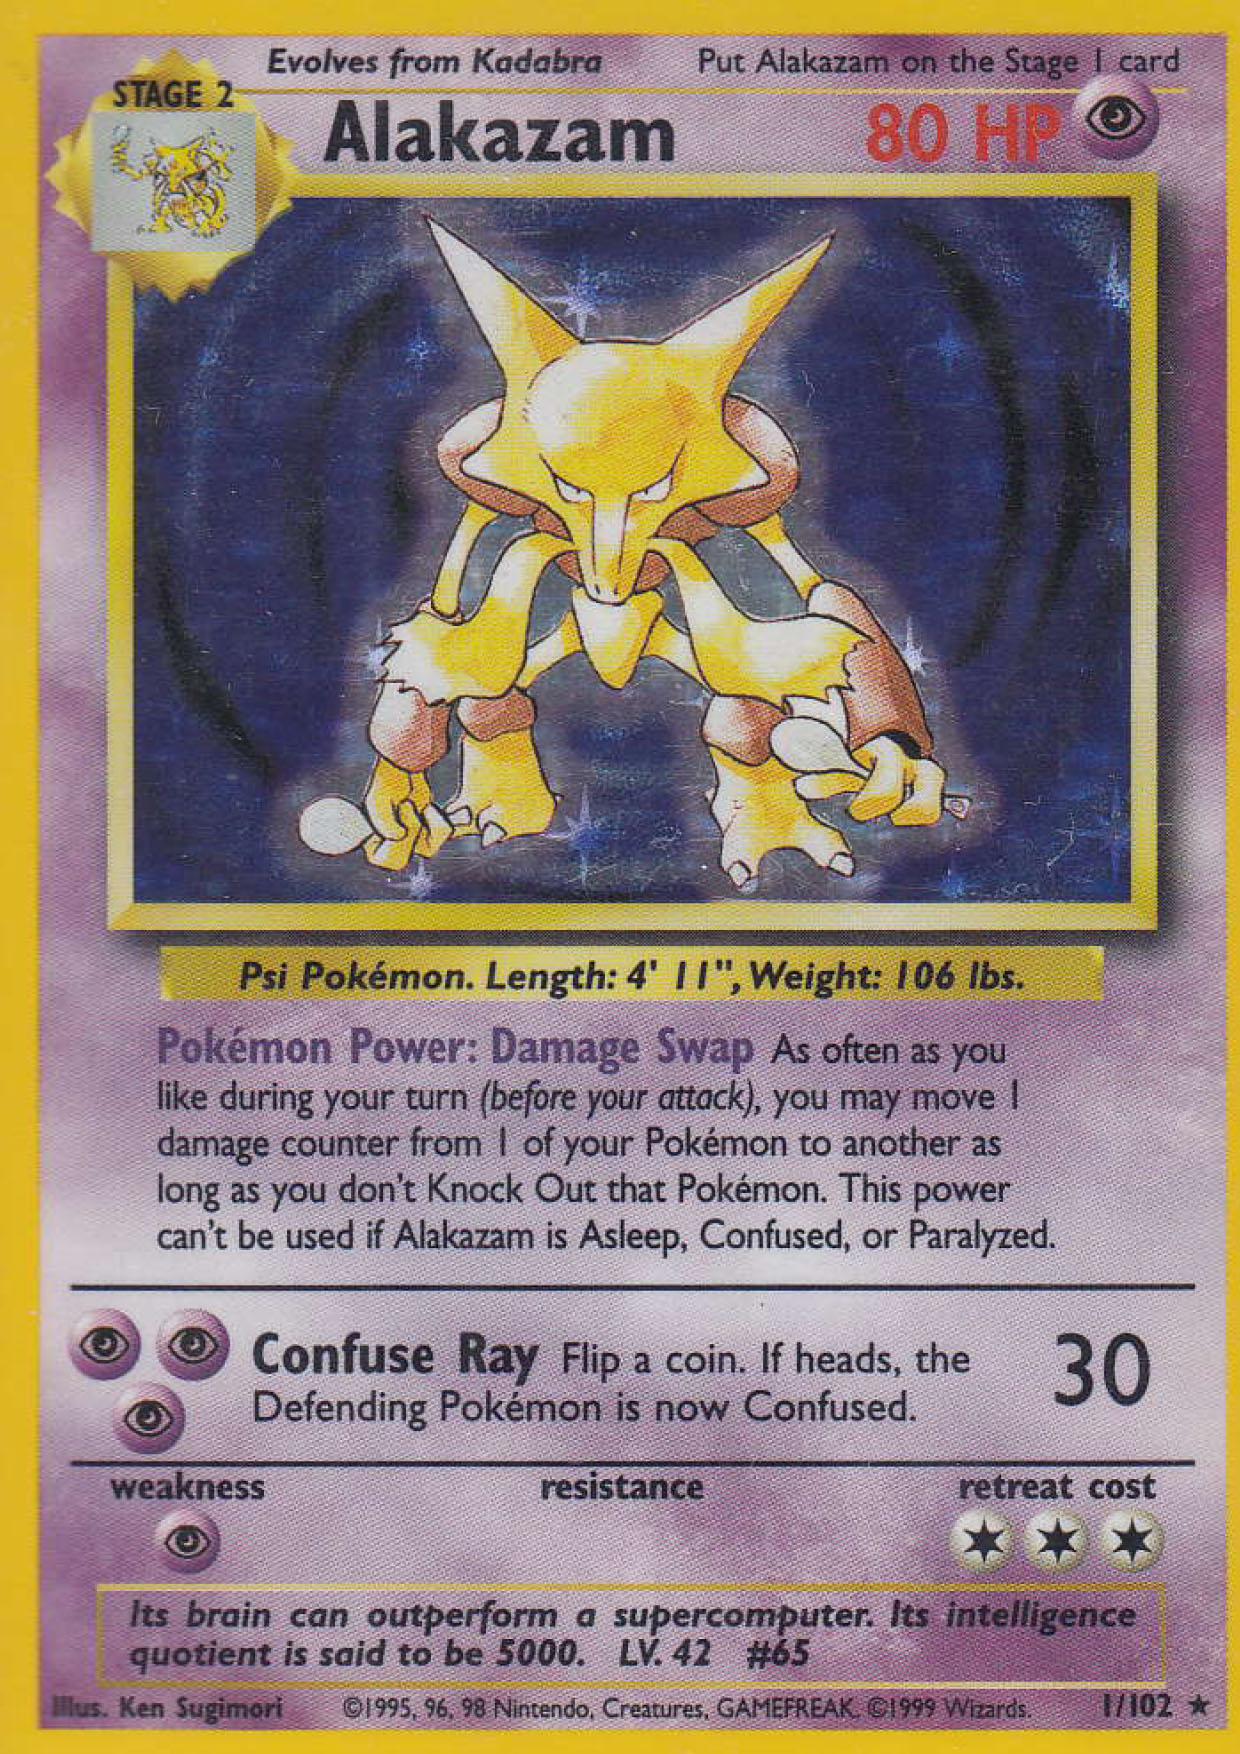 Evolves from Kadabra Put Alakazam on the Stage 1 card
STAGE 2
Alakazam 80 HP
Psi Pokémon. Length: 4' 11", Weight: 106 lbs.
Pokémon Power: Damage Swap As often as you
like during your turn (before your attack), you may move 1
damage counter from 1 of your Pokémon to another as
long as you don't Knock Out that Pokémon. This power
can't be used if Alakazam is Asleep, Confused, or Paralyzed.
Confuse Ray Flip a coin. If heads, the 30
Defending Pokémon is now Confused.
weakness resistance retreat cost
Its brain can outperform a supercomputer. Its intelligence
quotient is said to be 5000. LV. 42 #65
Illus. Ken Sugimori ©1995, 96, 98 Nintendo, Creatures, GAMEFREAK. ©1999 Wizards. 1/102 ★